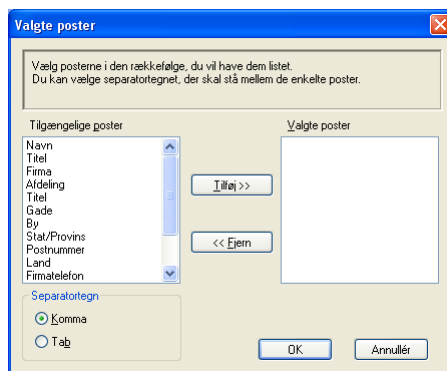 Valgte poster
Vælg posterne i den rækkefølge, du vil have dem listet.
Du kan vælge separatortegnet, der skal stå mellem de enkelte poster.
Tilgængelige poster
Valgte poster
Navn
Titel
Firma
Afdeling
Titel
Gade
By
Stat/Provins
Postnummer
Land
Firmatelefon
Tilføj >>
<< Fjern
Separatortegn
Komma
Tab
OK
Annullér